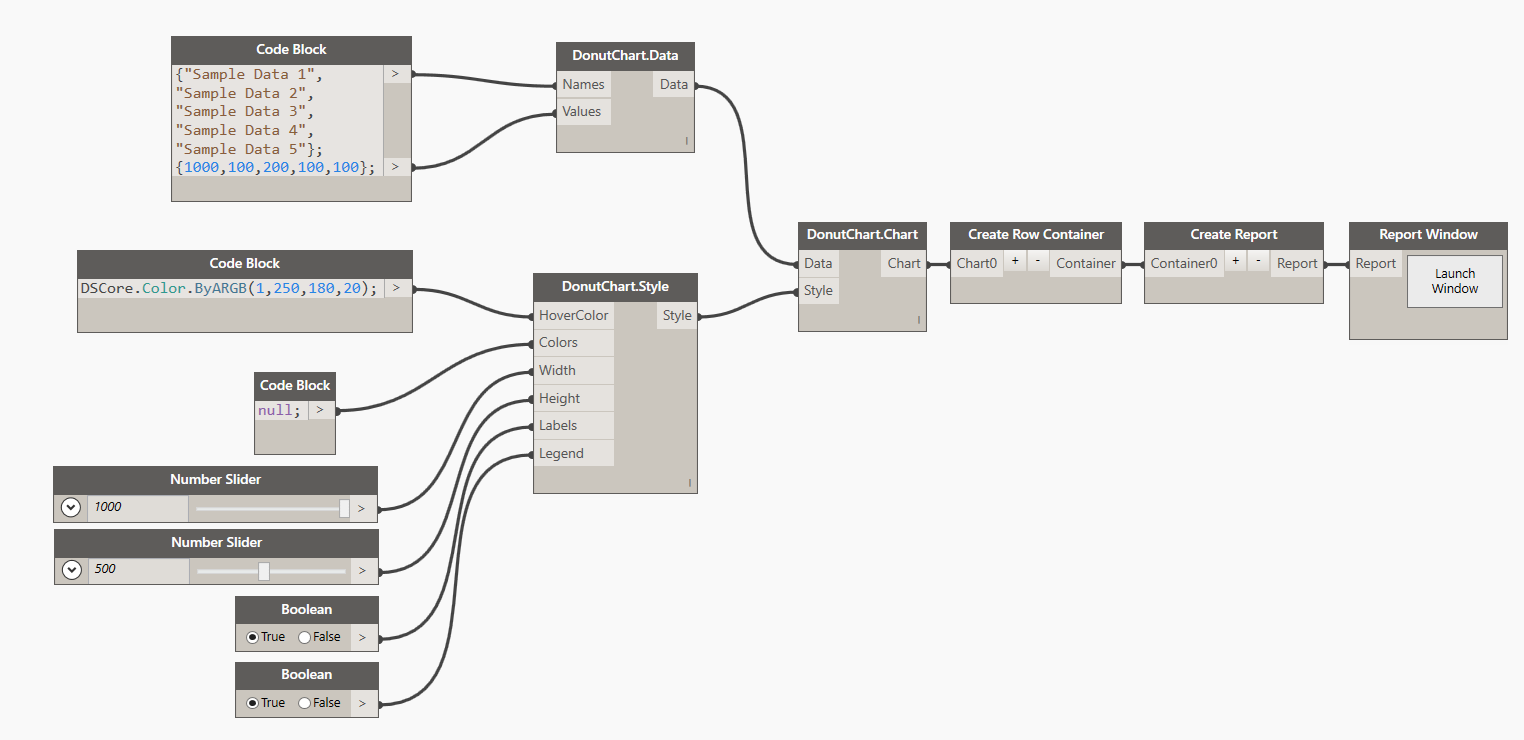 Code Block
{"Sample Data 1", >
"Sample Data 2",
"Sample Data 3",
"Sample Data 4",
"Sample Data 5"};
{1000,100,200,100,100}; >
DonutChart.Data
Names Data
Values
Code Block
DSCore.Color.ByARGB(1,250,180,20); >
DonutChart.Style
HoverColor Style
Colors
Width
Height
Labels
Legend
Code Block
null; >
Number Slider
1000 >
Number Slider
500 >
Boolean
True False >
Boolean
True False >
DonutChart.Chart
Data Chart
Style
Create Row Container
Chart0 + - Container
Create Report
Container0 + - Report
Report Window
Report Launch
Window